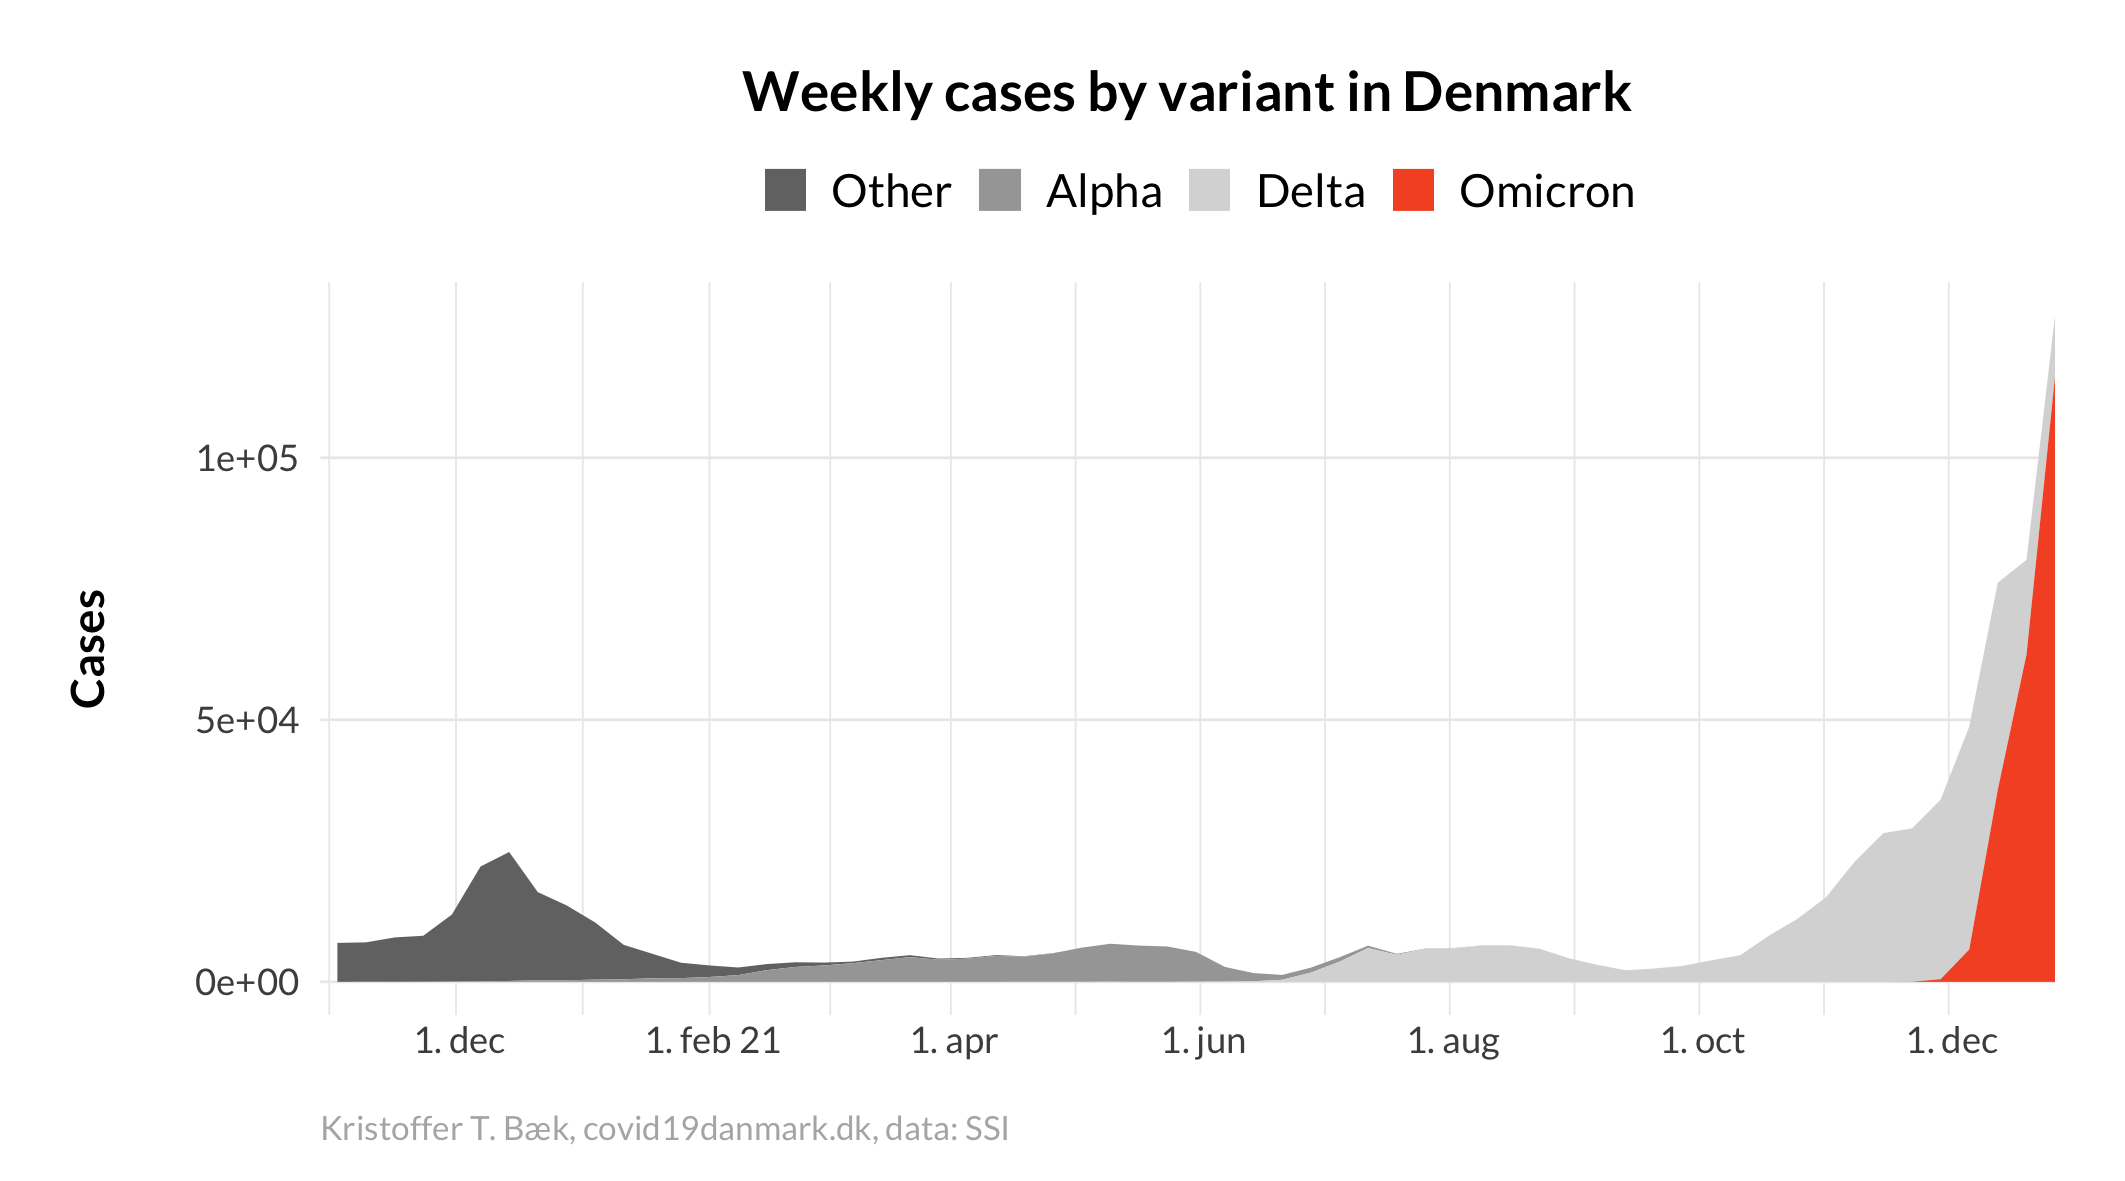 Weekly cases by variant in Denmark
Other Alpha Delta Omicron
Cases
1e+05
5e+04
0e+00
1. dec 1. feb 21 1. apr 1. jun 1. aug 1. oct 1. dec
Kristoffer T. Bæk, covid19danmark.dk, data: SSI